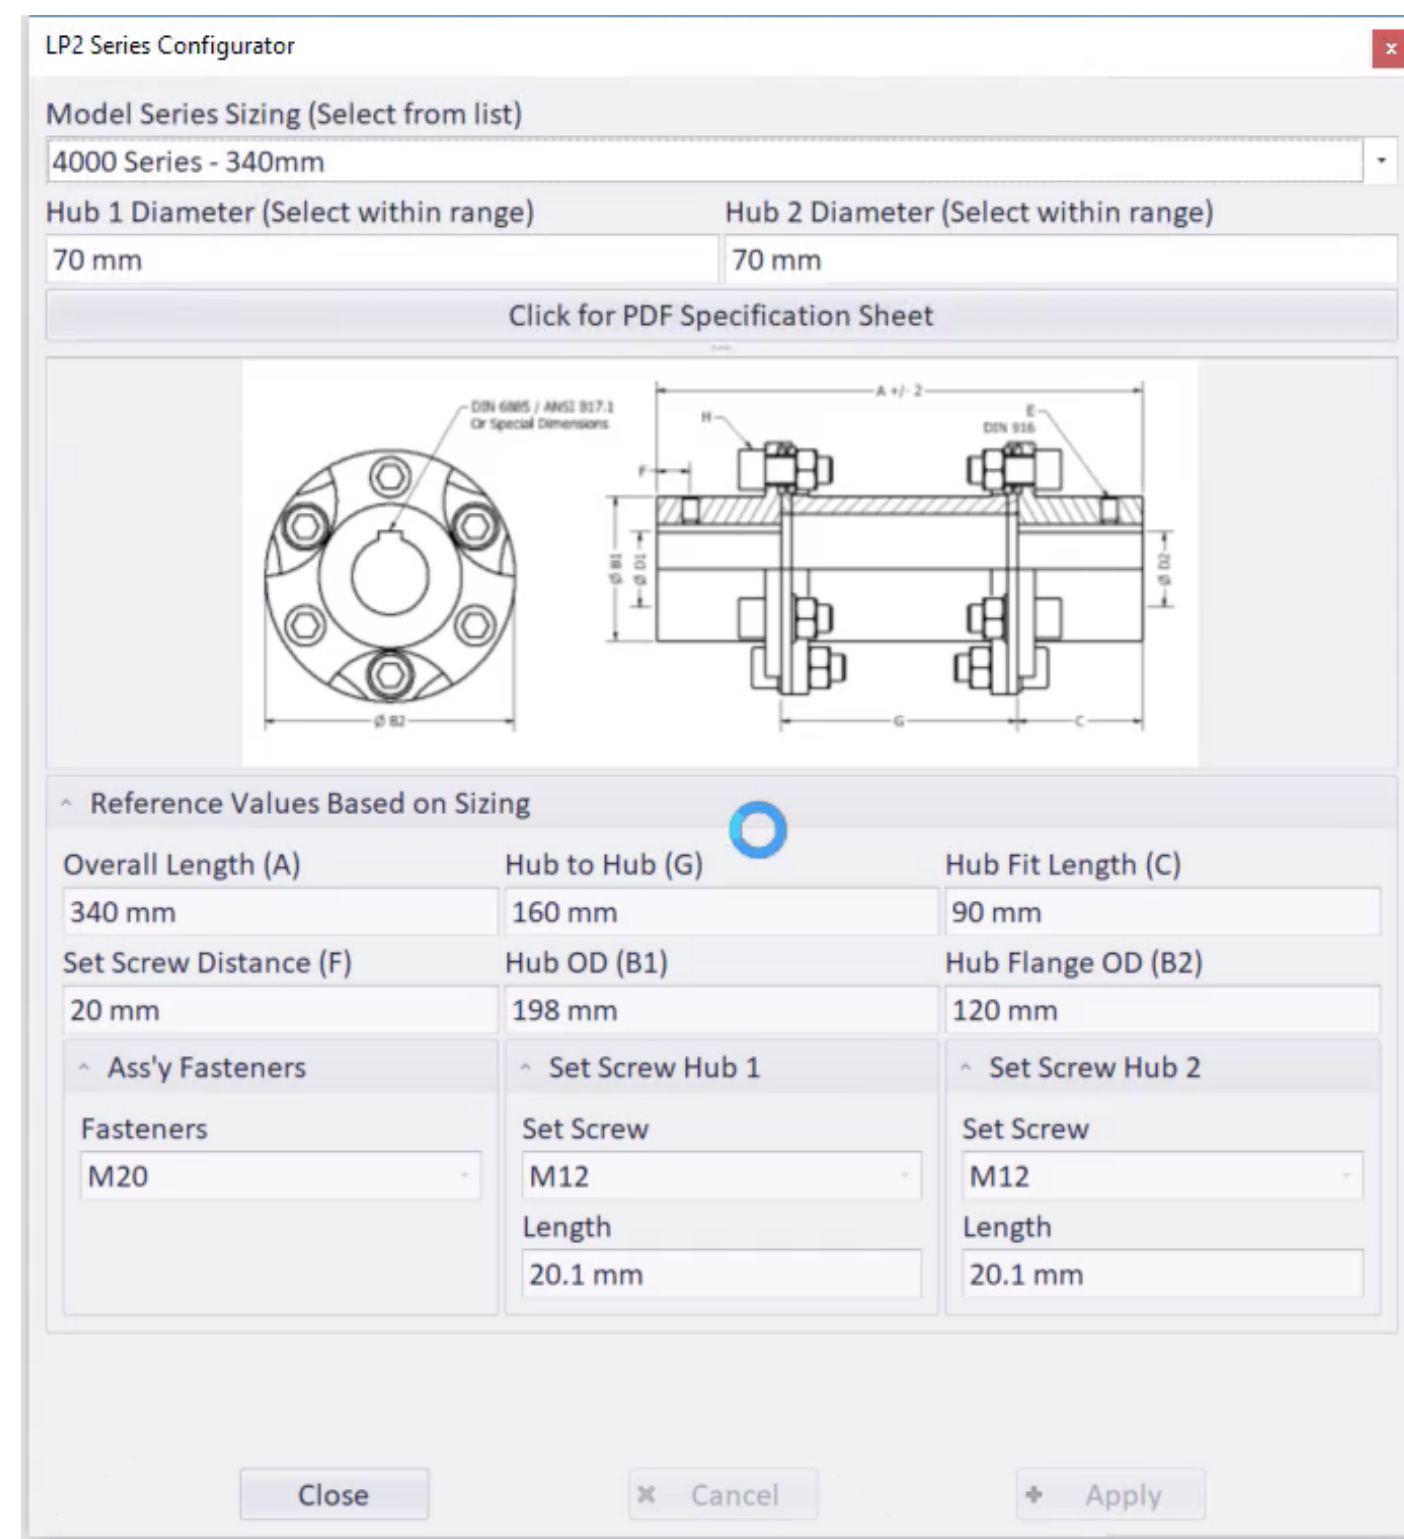 LP2 Series Configurator
x
Model Series Sizing (Select from list)
4000 Series - 340mm
Hub 1 Diameter (Select within range) Hub 2 Diameter (Select within range)
70 mm 70 mm
Click for PDF Specification Sheet
DIN 6885 / ANSI B17.1
Or Special Dimensions
A +/- 2
H
E
DIN 916
F
Ø B1
Ø D1
Ø D2
Ø B2
G
C
Reference Values Based on Sizing
Overall Length (A) Hub to Hub (G) Hub Fit Length (C)
340 mm 160 mm 90 mm
Set Screw Distance (F) Hub OD (B1) Hub Flange OD (B2)
20 mm 198 mm 120 mm
Ass'y Fasteners Set Screw Hub 1 Set Screw Hub 2
Fasteners Set Screw Set Screw
M20 M12 M12
Length Length
20.1 mm 20.1 mm
Close Cancel Apply